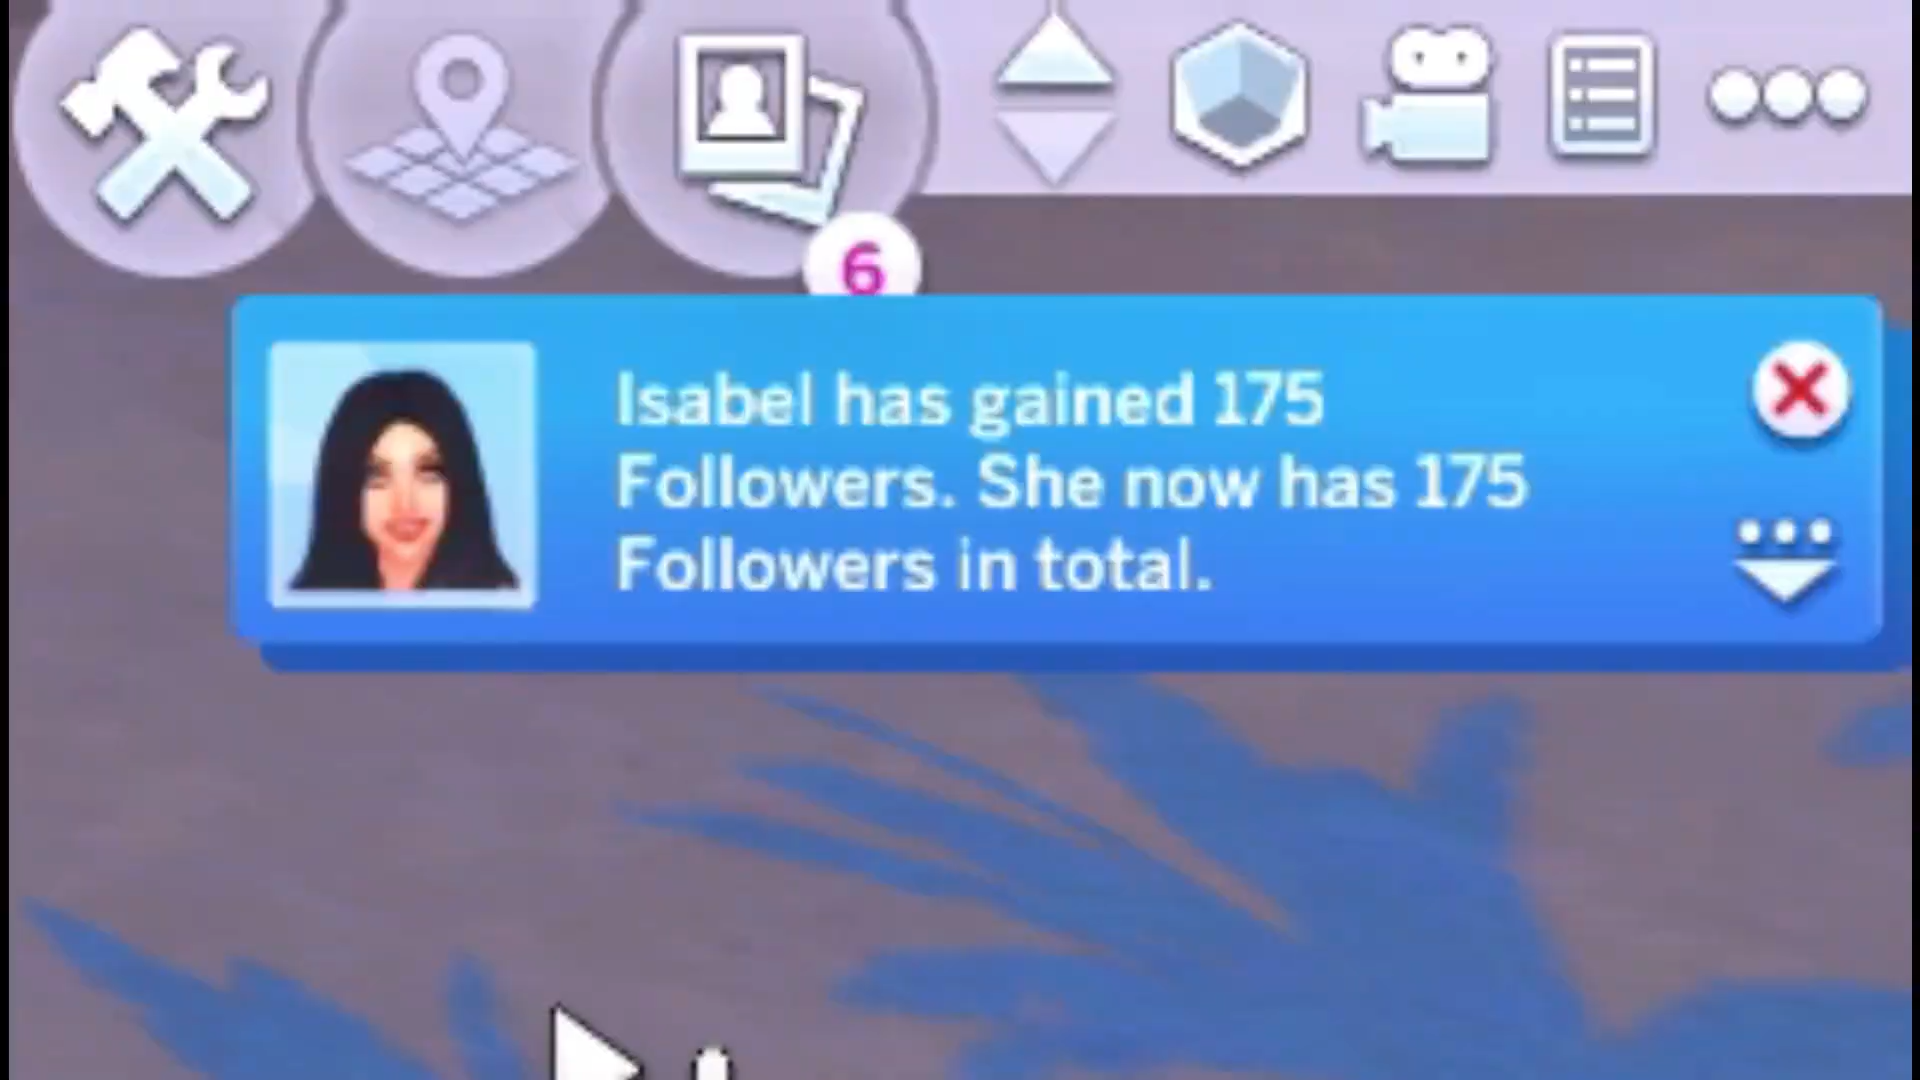 6
Isabel has gained 175
Followers. She now has 175
Followers in total.